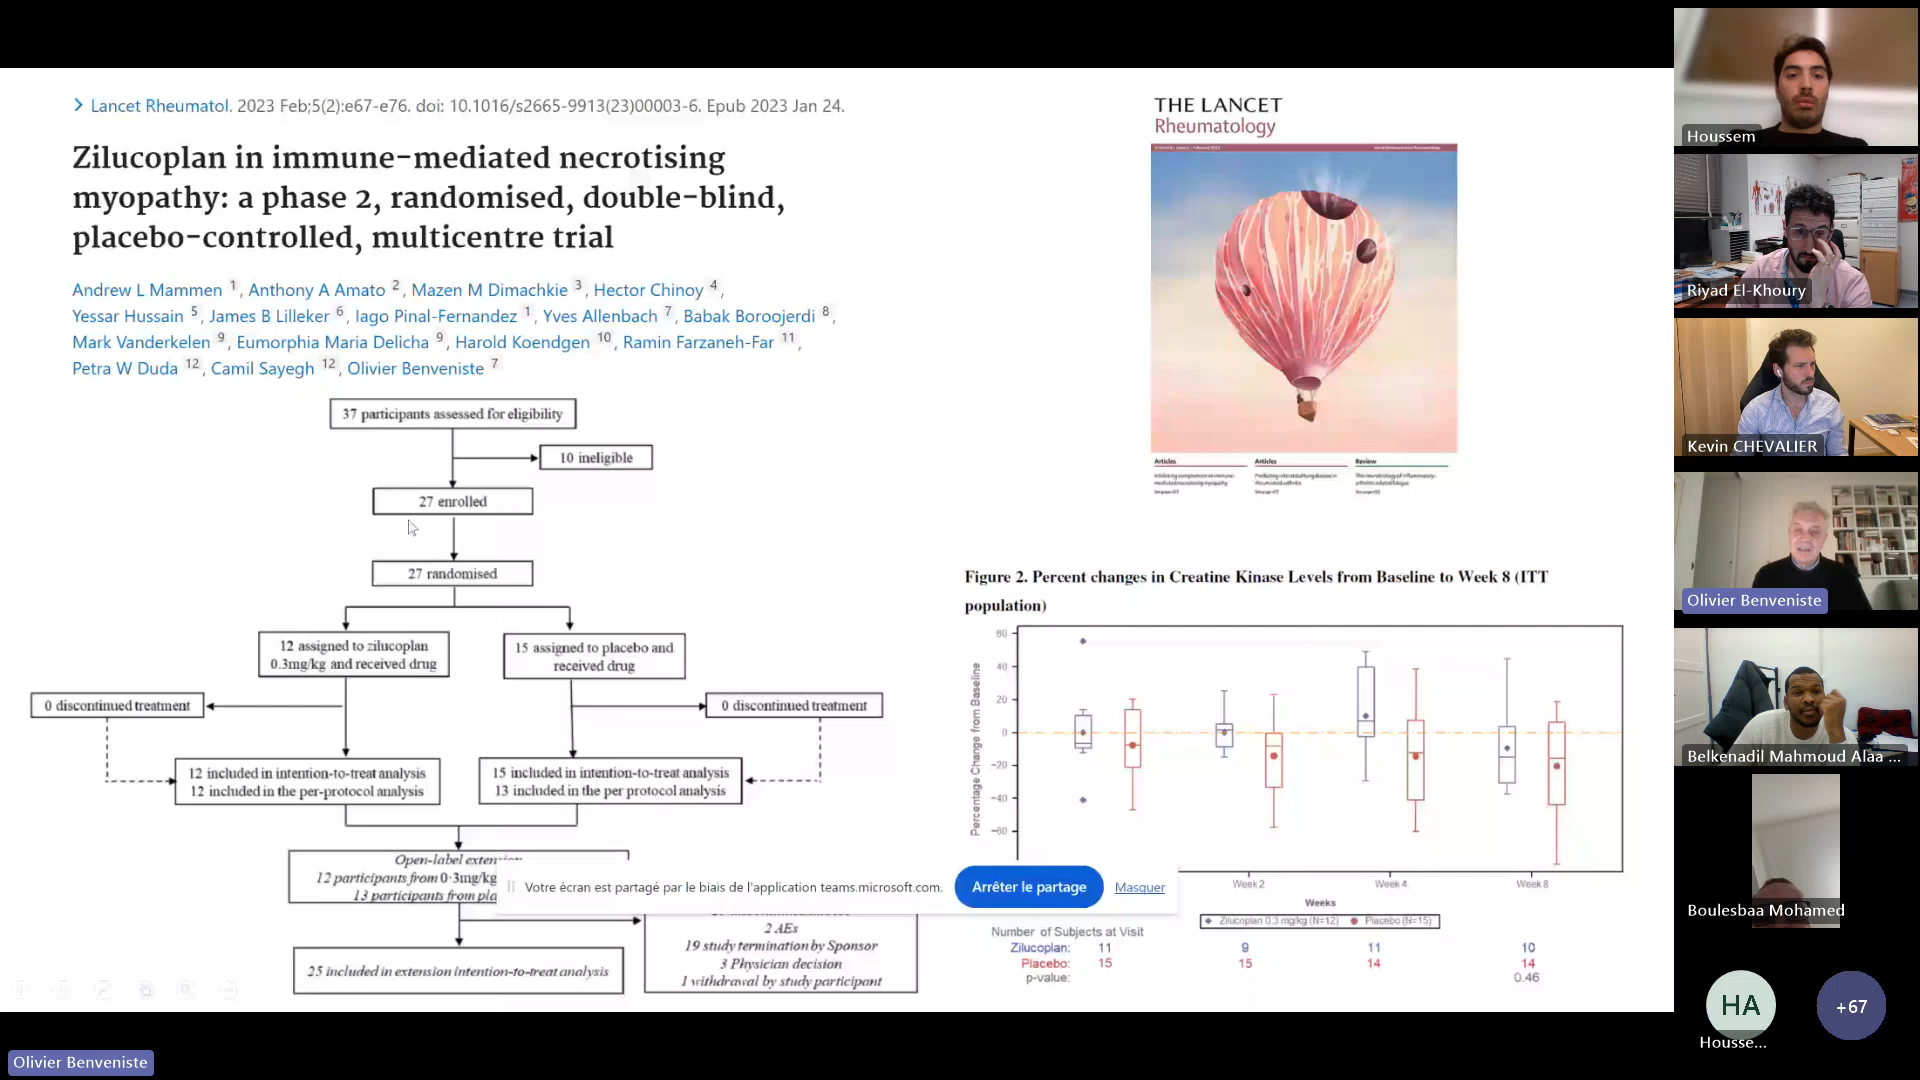 Lancet Rheumatol. 2023 Feb;5(2):e67-e76. doi: 10.1016/s2665-9913(23)00003-6. Epub 2023 Jan 24.
Zilucoplan in immune-mediated necrotising
myopathy: a phase 2, randomised, double-blind,
placebo-controlled, multicentre trial
Andrew L Mammen 1, Anthony A Amato 2, Mazen M Dimachkie 3, Hector Chinoy 4,
Yessar Hussain 5, James B Lilleker 6, Iago Pinal-Fernandez 1, Yves Allenbach 7, Babak Boroojerdi 8,
Mark Vanderkelen 9, Eumorphia Maria Delicha 9, Harold Koendgen 10, Ramin Farzaneh-Far 11,
Petra W Duda 12, Camil Sayegh 12, Olivier Benveniste 7
37 participants assessed for eligibility
10 ineligible
27 enrolled
27 randomised
12 assigned to zilucoplan
0.3mg/kg and received drug
15 assigned to placebo and
received drug
0 discontinued treatment
0 discontinued treatment
12 included in intention-to-treat analysis
12 included in the per-protocol analysis
15 included in intention-to-treat analysis
13 included in the per protocol analysis
Open-label exten
12 participants from 0·3mg/kg
13 participants from pla
2 AEs
19 study termination by Sponsor
3 Physician decision
1 withdrawal by study participant
25 included in extension intention-to-treat analysis
THE LANCET
Rheumatology
Articles
Articles
Review
Figure 2. Percent changes in Creatine Kinase Levels from Baseline to Week 8 (ITT
population)
Percentage Change from Baseline
60
40
20
0
-20
-40
-60
Week 2
Week 4
Week 8
Weeks
Zilucoplan 0,3 mg/kg (N=12) Placebo (N=15)
Number of Subjects at Visit
Zilucoplan: 11 9 11 10
Placebo: 15 15 14 14
p-value: 0.46
Votre écran est partagé par le biais de l'application teams.microsoft.com.
Arrêter le partage
Masquer
Houssem
Riyad El-Khoury
Kevin CHEVALIER
Olivier Benveniste
Belkenadil Mahmoud Alaa ...
Boulesbaa Mohamed
HA
Housse...
+67
Olivier Benveniste